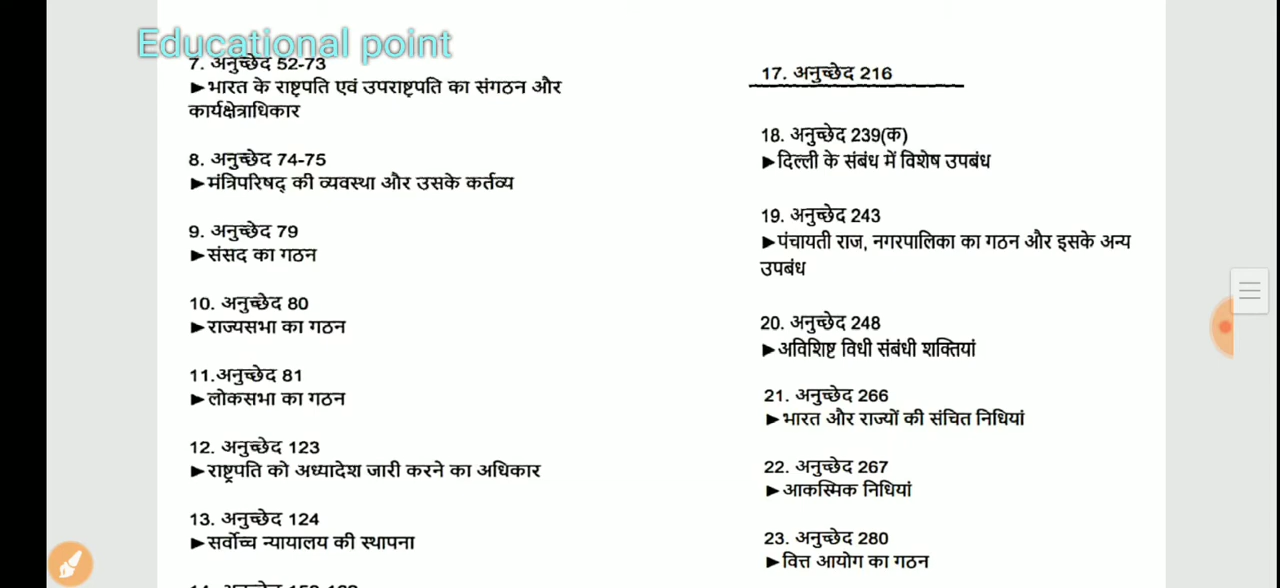 Educational point
7. अनुच्छेद 52-73
►भारत के राष्ट्रपति एवं उपराष्ट्रपति का संगठन और
कार्यक्षेत्राधिकार
8. अनुच्छेद 74-75
►मंत्रिपरिषद् की व्यवस्था और उसके कर्तव्य
9. अनुच्छेद 79
►संसद का गठन
10. अनुच्छेद 80
►राज्यसभा का गठन
11.अनुच्छेद 81
►लोकसभा का गठन
12. अनुच्छेद 123
►राष्ट्रपति को अध्यादेश जारी करने का अधिकार
13. अनुच्छेद 124
►सर्वोच्च न्यायालय की स्थापना
17. अनुच्छेद 216
18. अनुच्छेद 239(क)
►दिल्ली के संबंध में विशेष उपबंध
19. अनुच्छेद 243
►पंचायती राज, नगरपालिका का गठन और इसके अन्य
उपबंध
20. अनुच्छेद 248
►अविशिष्ट विधी संबंधी शक्तियां
21. अनुच्छेद 266
►भारत और राज्यों की संचित निधियां
22. अनुच्छेद 267
►आकस्मिक निधियां
23. अनुच्छेद 280
►वित्त आयोग का गठन